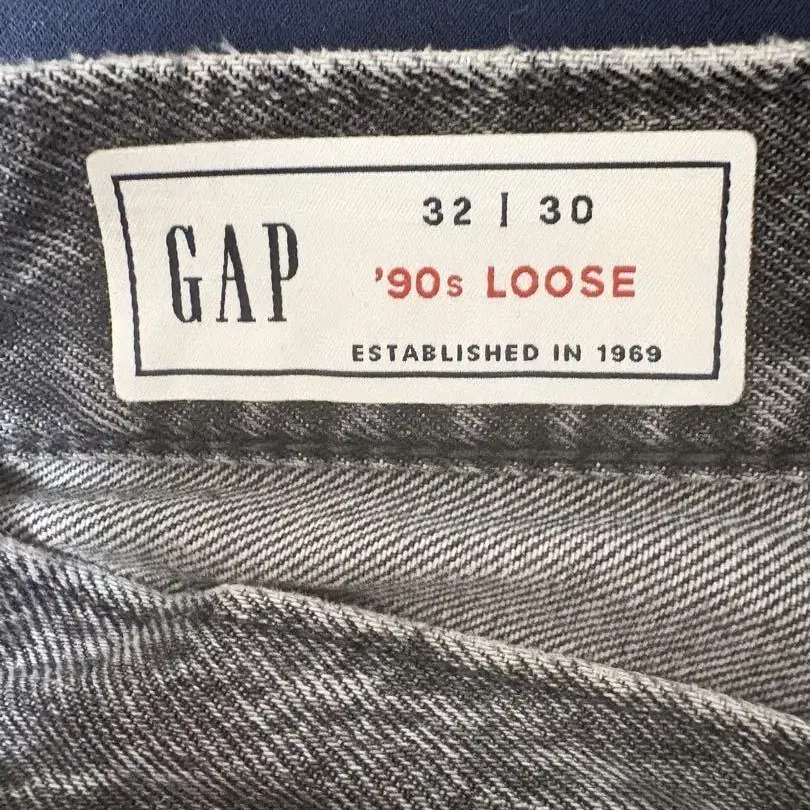 GAP
32 | 30
'90s LOOSE
ESTABLISHED IN 1969